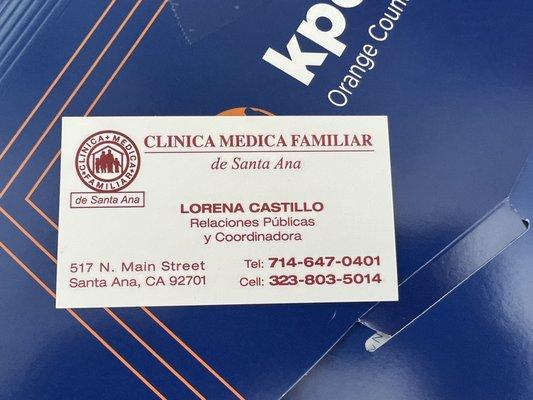 kpc
Orange Coun
CLINICA MEDICA FAMILIAR
de Santa Ana
CLINICA MEDICA FAMILIAR
de Santa Ana
LORENA CASTILLO
Relaciones Públicas
y Coordinadora
517 N. Main Street
Santa Ana, CA 92701
Tel: 714-647-0401
Cell: 323-803-5014